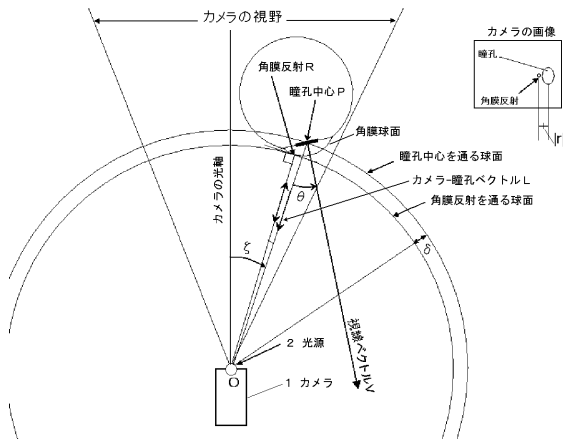 カメラの視野
カメラの画像
瞳孔
角膜反射
|r|
角膜反射R
瞳孔中心P
角膜球面
瞳孔中心を通る球面
カメラ-瞳孔ベクトルL
角膜反射を通る球面
カメラの光軸
θ
δ
ζ
視線ベクトルV
2 光源
O
1 カメラ